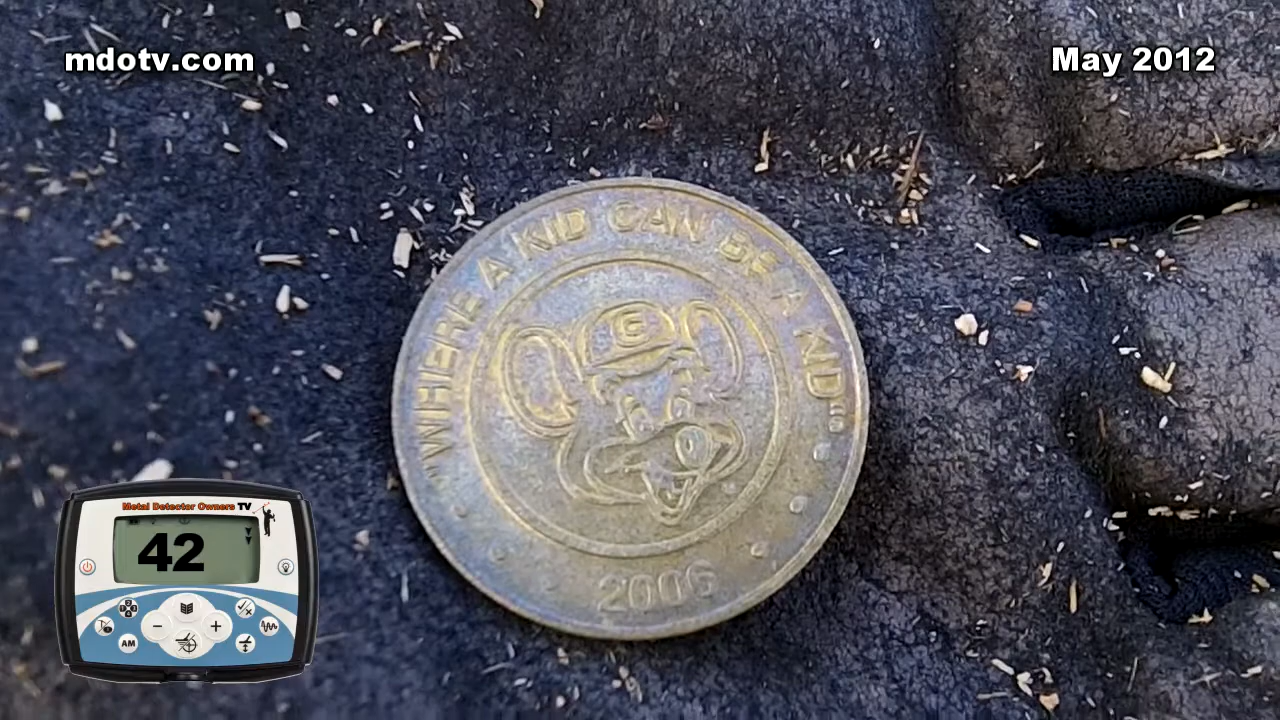 mdotv.com
May 2012
"WHERE A KID CAN BE A KID"®
C
2006
Metal Detector Owners TV
42
AM